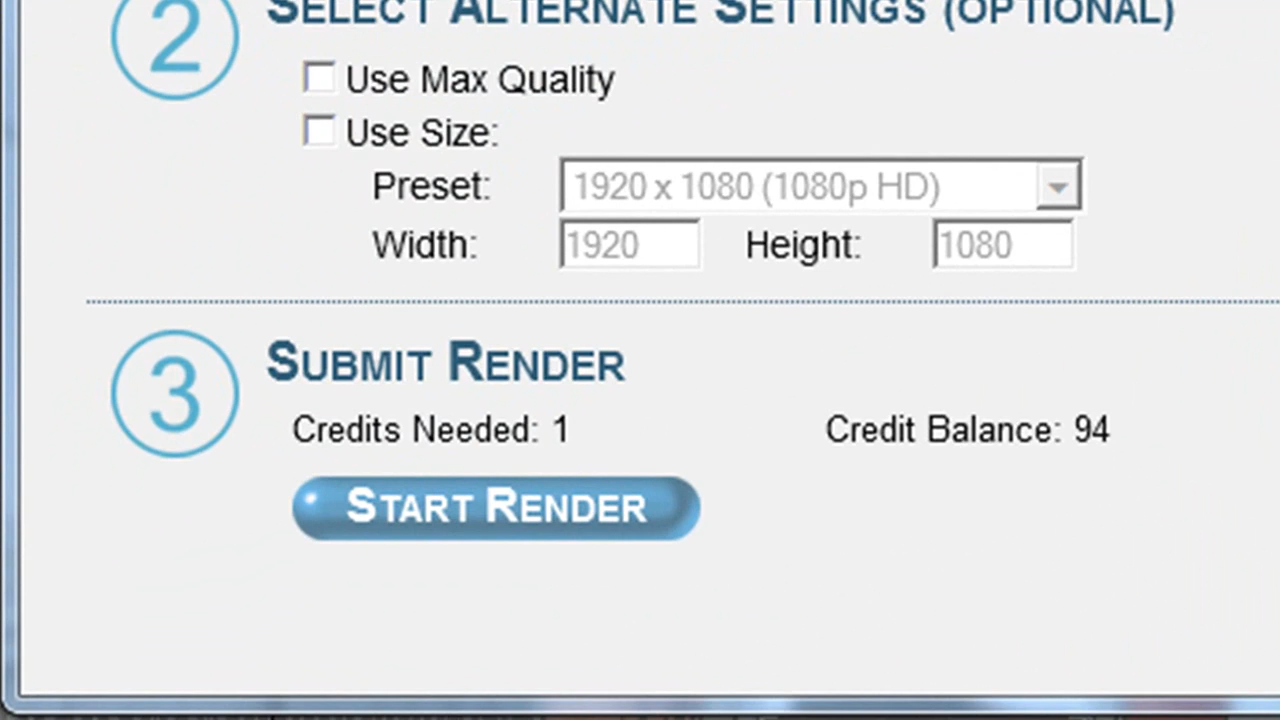 2
SELECT ALTERNATE SETTINGS (OPTIONAL)
Use Max Quality
Use Size:
Preset: 1920 x 1080 (1080p HD)
Width: 1920 Height: 1080
3
SUBMIT RENDER
Credits Needed: 1 Credit Balance: 94
START RENDER